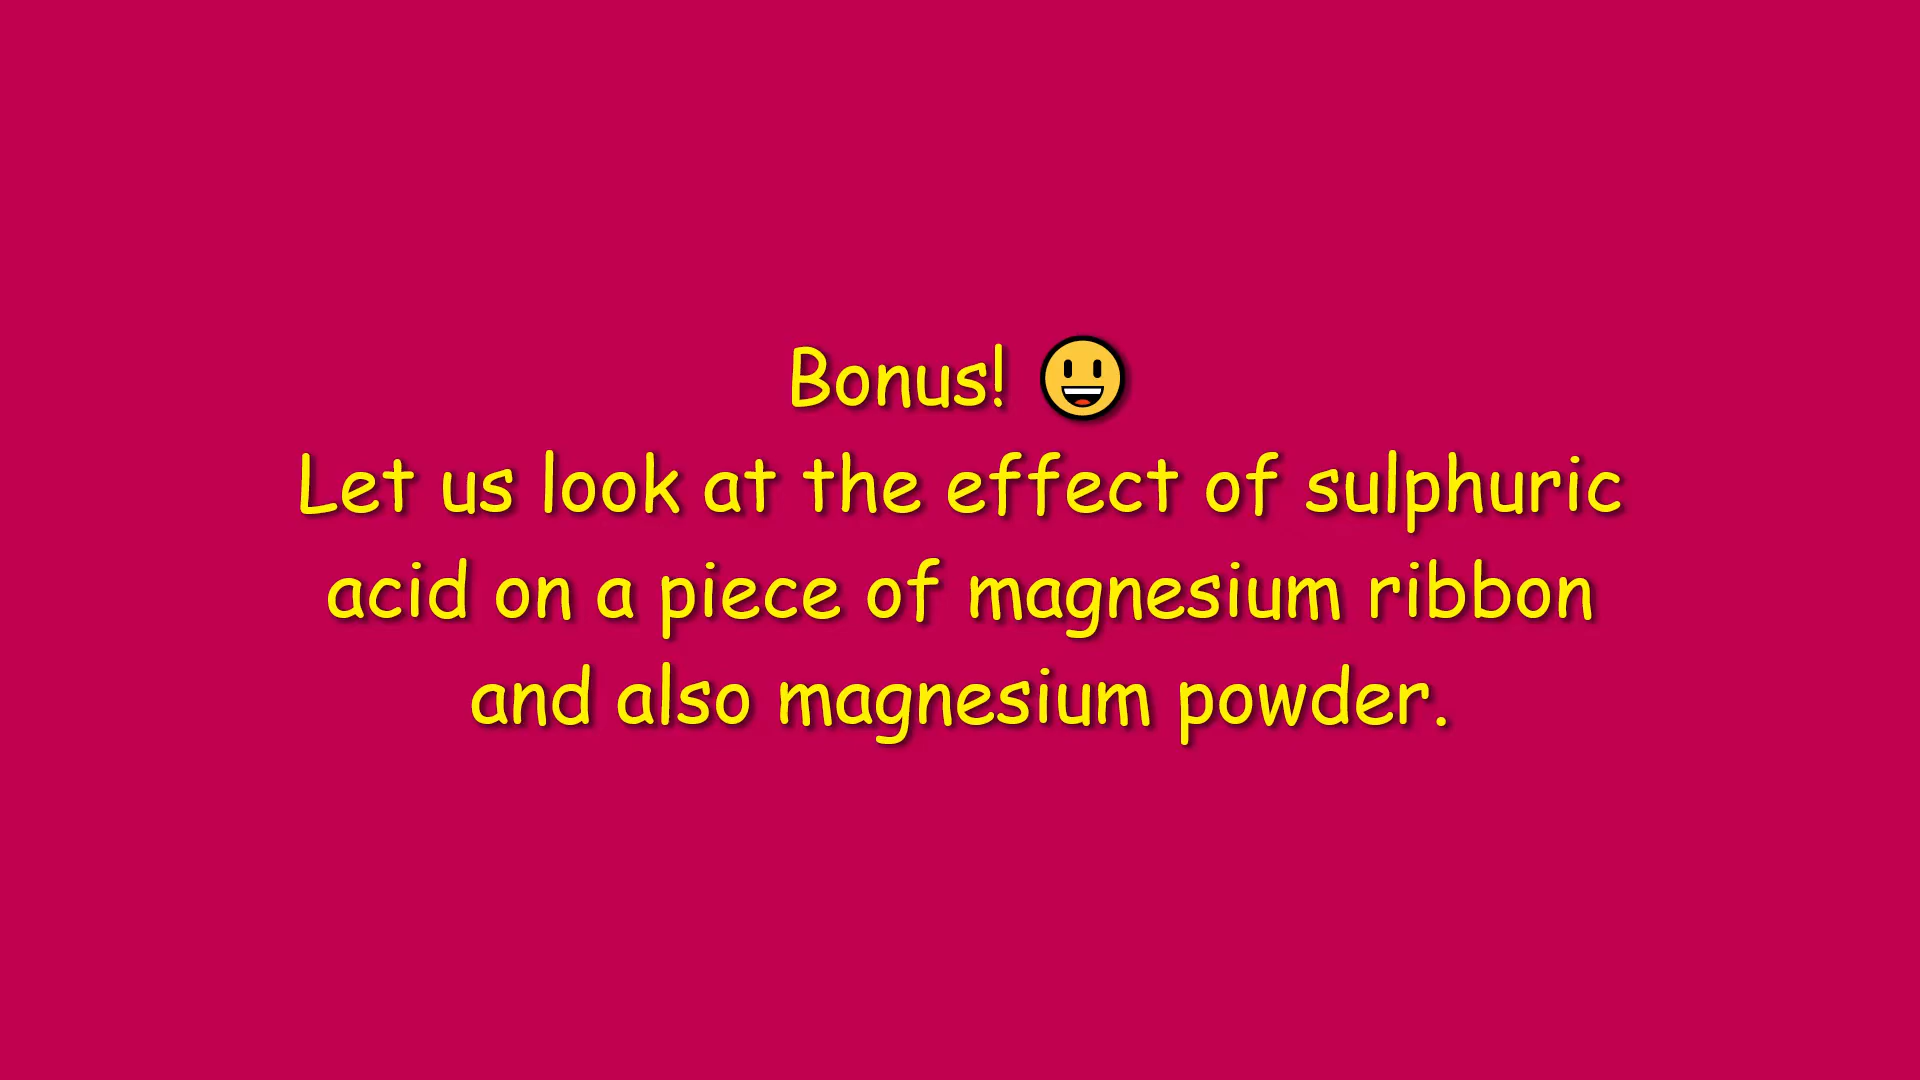 Bonus! 😃
Let us look at the effect of sulphuric
acid on a piece of magnesium ribbon
and also magnesium powder.